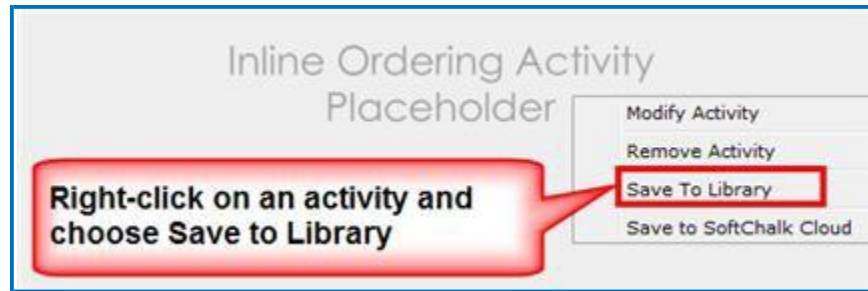 Inline Ordering Activity
Placeholder
Modify Activity
Remove Activity
Save To Library
Save to SoftChalk Cloud
Right-click on an activity and
choose Save to Library